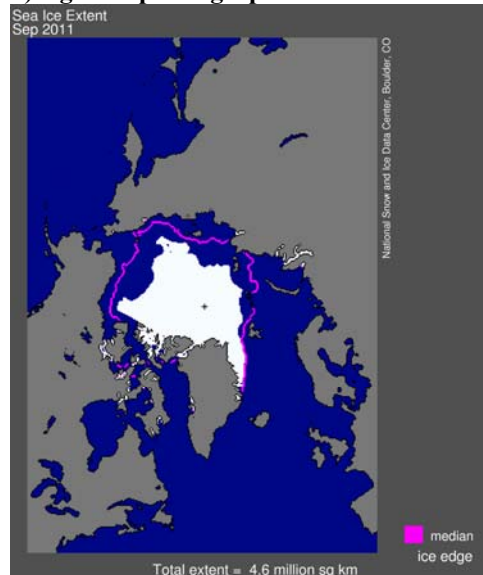 Sea Ice Extent
Sep 2011
National Snow and Ice Data Center, Boulder, CO
median
ice edge
Total extent = 4.6 million sq km